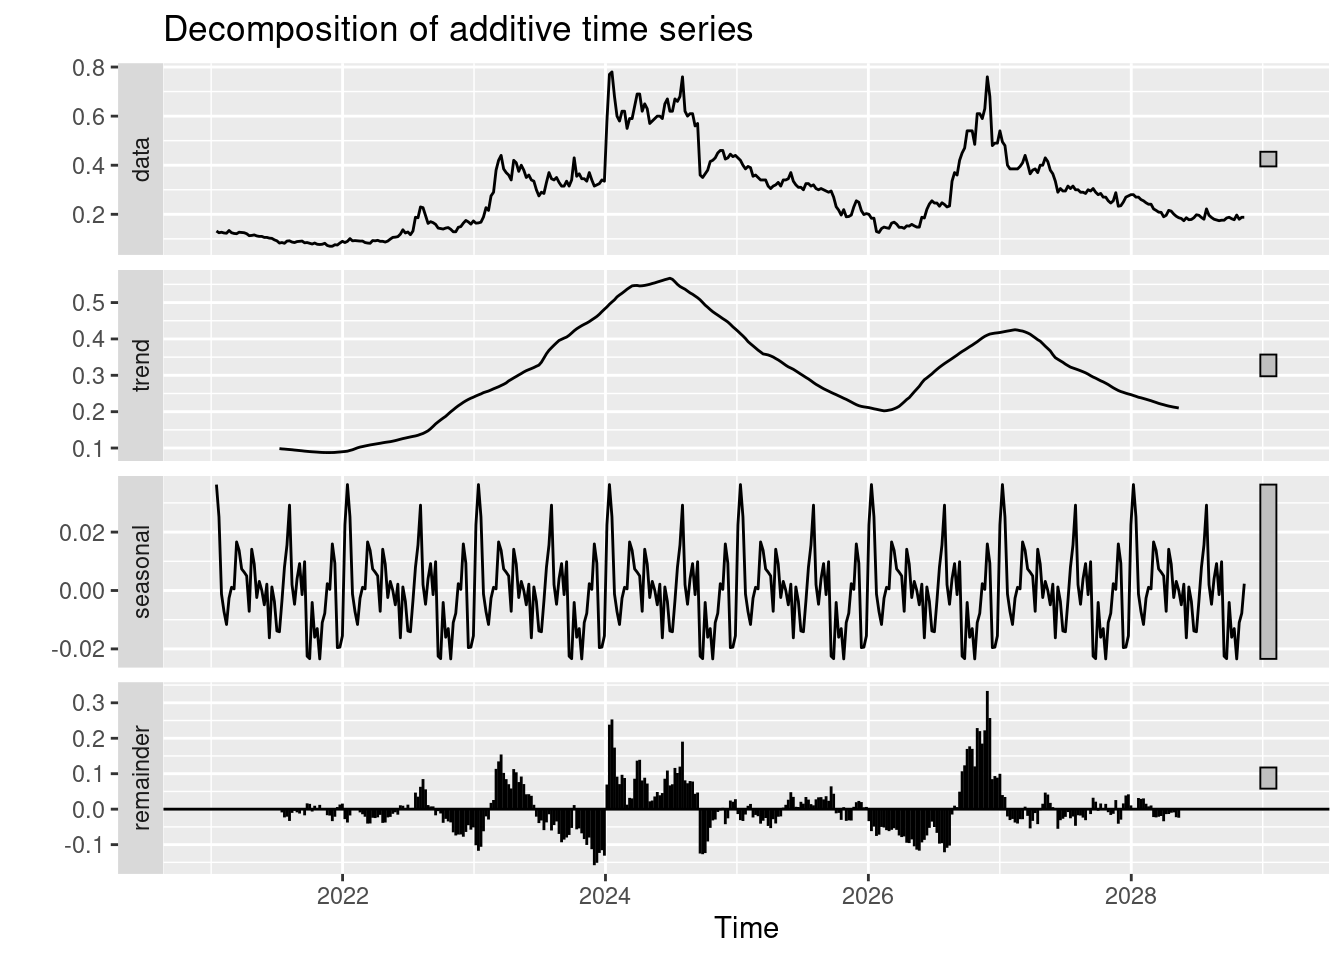 Decomposition of additive time series
data
0.8
0.6
0.4
0.2
trend
0.5
0.4
0.3
0.2
0.1
seasonal
0.02
0.00
-0.02
remainder
0.3
0.2
0.1
0.0
-0.1
2022 2024 2026 2028
Time